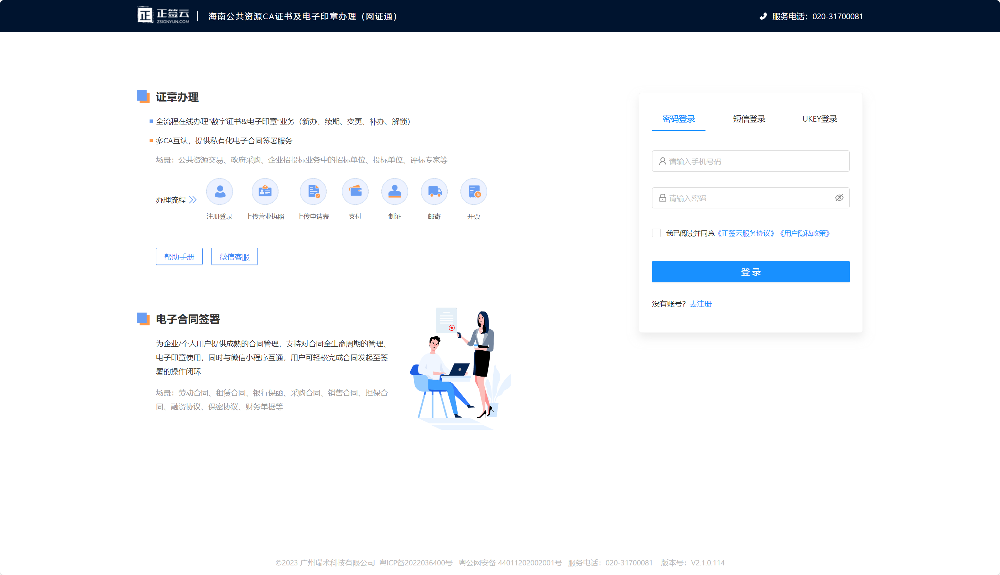 正 正签云 ZSIGNYUN.COM 海南公共资源CA证书及电子印章办理（网证通） 服务电话：020-31700081
证章办理
全流程在线办理“数字证书&电子印章”业务（新办、续期、变更、补办、解锁）
多CA互认，提供私有化电子合同签署服务
场景：公共资源交易、政府采购、企业招投标业务中的招标单位、投标单位、评标专家等
办理流程
注册登录 上传营业执照 上传申请表 支付 制证 邮寄 开票
帮助手册 微信客服
电子合同签署
为企业/个人用户提供成熟的合同管理，支持对合同全生命周期的管理、
电子印章使用，同时与微信小程序互通，用户可轻松完成合同发起至签
署的操作闭环
场景：劳动合同、租赁合同、银行保函、采购合同、销售合同、担保合
同、融资协议、保密协议、财务单据等
密码登录 短信登录 UKEY登录
请输入手机号码
请输入密码
我已阅读并同意《正签云服务协议》《用户隐私政策》
登 录
没有账号？去注册
©2023 广州瑞术科技有限公司 粤ICP备2022036400号 粤公网安备 44011202002001号 服务电话：020-31700081 版本号：V2.1.0.114